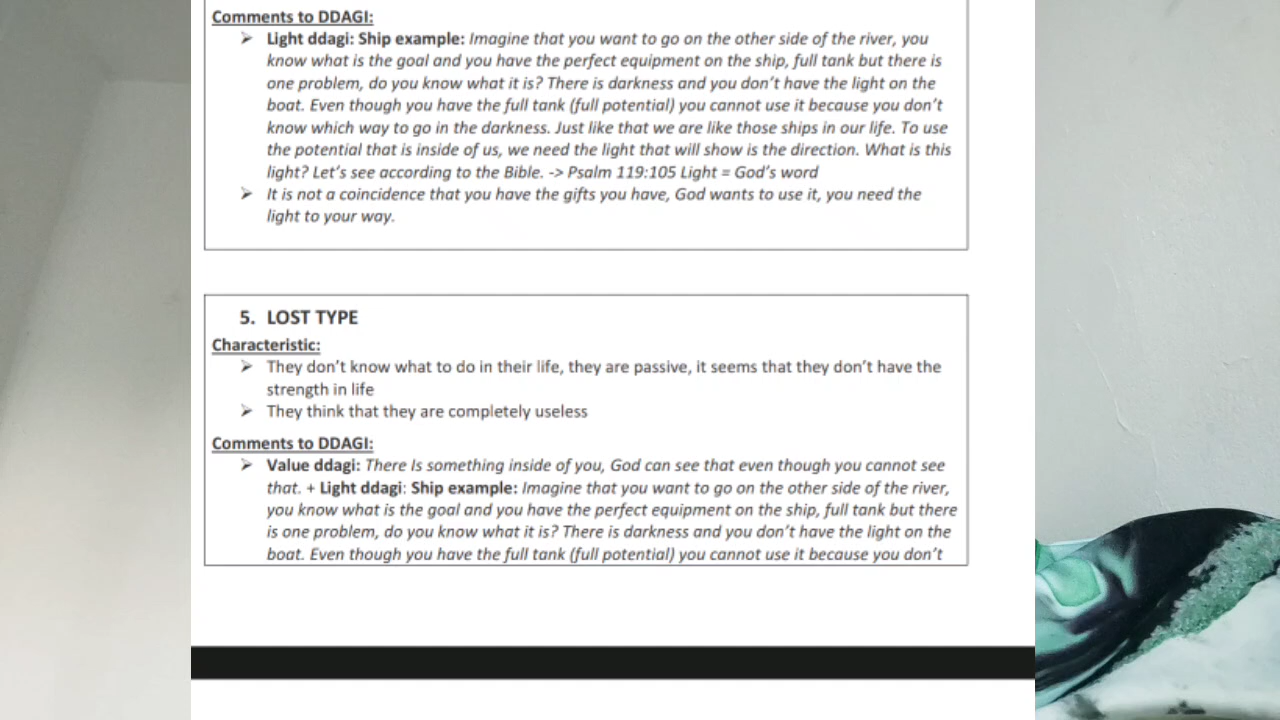 Comments to DDAGI:
➢ Light ddagi: Ship example: Imagine that you want to go on the other side of the river, you
know what is the goal and you have the perfect equipment on the ship, full tank but there is
one problem, do you know what it is? There is darkness and you don't have the light on the
boat. Even though you have the full tank (full potential) you cannot use it because you don't
know which way to go in the darkness. Just like that we are like those ships in our life. To use
the potential that is inside of us, we need the light that will show is the direction. What is this
light? Let's see according to the Bible. -> Psalm 119:105 Light = God's word
➢ It is not a coincidence that you have the gifts you have, God wants to use it, you need the
light to your way.
5. LOST TYPE
Characteristic:
➢ They don't know what to do in their life, they are passive, it seems that they don't have the
strength in life
➢ They think that they are completely useless
Comments to DDAGI:
➢ Value ddagi: There Is something inside of you, God can see that even though you cannot see
that. + Light ddagi: Ship example: Imagine that you want to go on the other side of the river,
you know what is the goal and you have the perfect equipment on the ship, full tank but there
is one problem, do you know what it is? There is darkness and you don't have the light on the
boat. Even though you have the full tank (full potential) you cannot use it because you don't